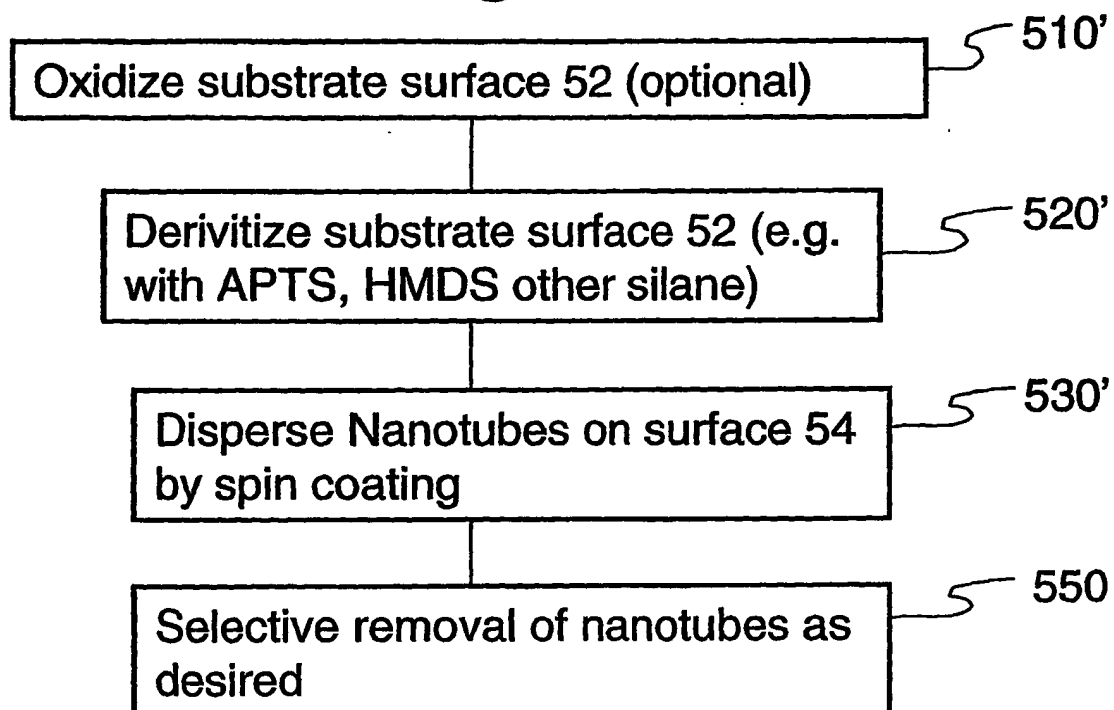 510'
Oxidize substrate surface 52 (optional)
520'
Derivitize substrate surface 52 (e.g.
with APTS, HMDS other silane)
530'
Disperse Nanotubes on surface 54
by spin coating
550
Selective removal of nanotubes as
desired